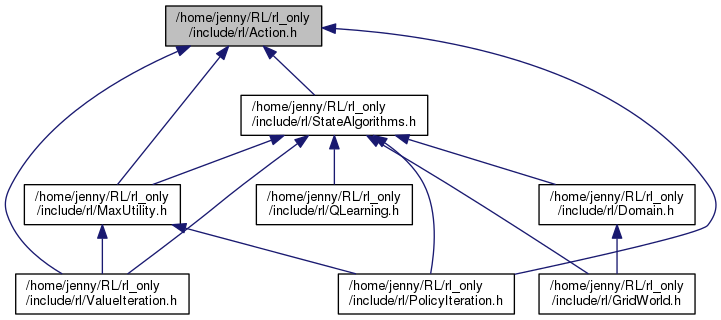 /home/jenny/RL/rl_only
/include/rl/Action.h
/home/jenny/RL/rl_only
/include/rl/StateAlgorithms.h
/home/jenny/RL/rl_only
/include/rl/MaxUtility.h
/home/jenny/RL/rl_only
/include/rl/QLearning.h
/home/jenny/RL/rl_only
/include/rl/Domain.h
/home/jenny/RL/rl_only
/include/rl/ValueIteration.h
/home/jenny/RL/rl_only
/include/rl/PolicyIteration.h
/home/jenny/RL/rl_only
/include/rl/GridWorld.h